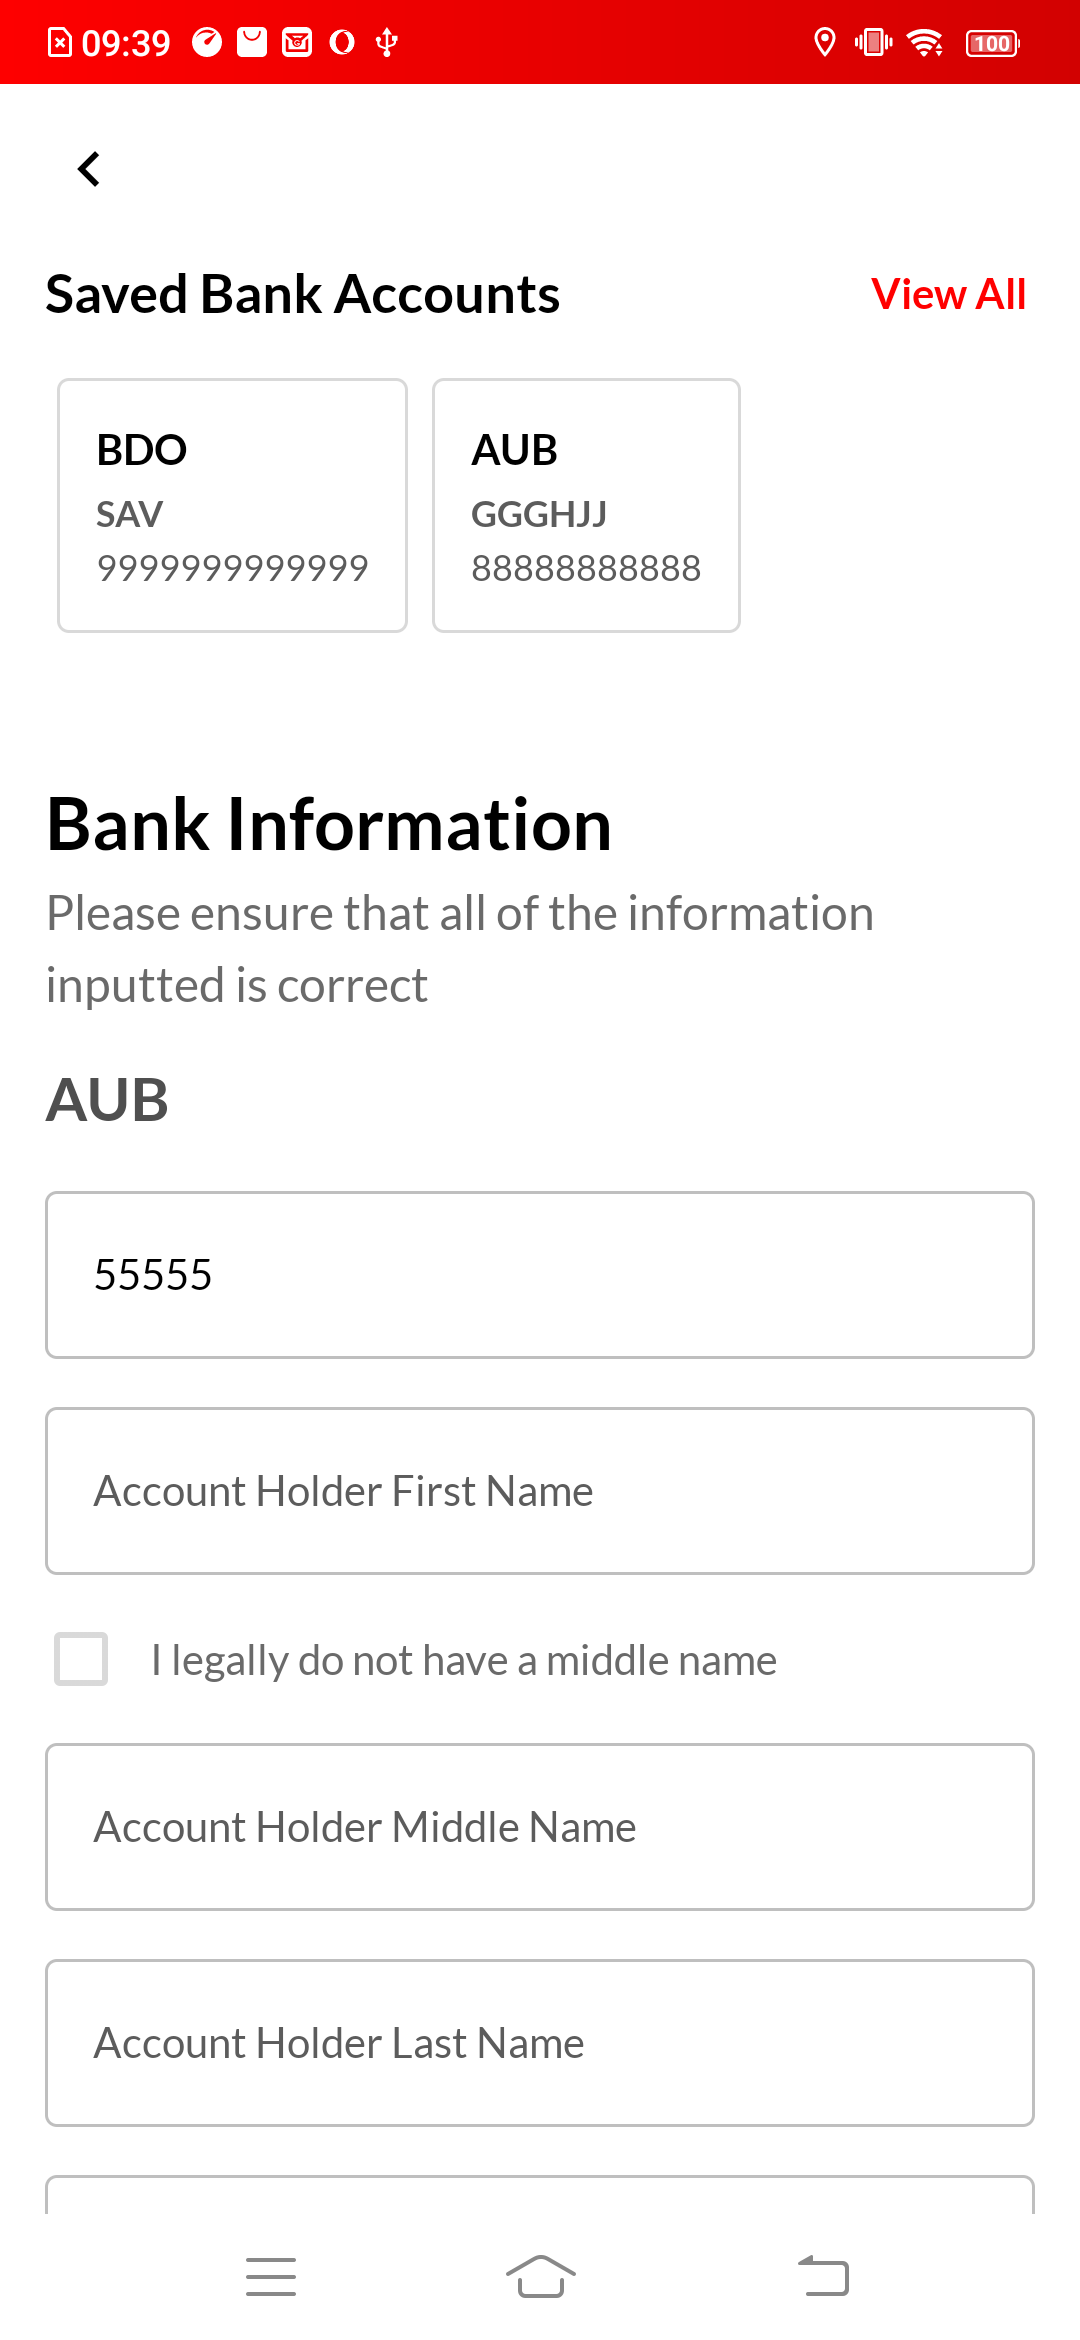 09:39
100
Saved Bank Accounts
View All
BDO
SAV
9999999999999
AUB
GGGHJJ
88888888888
Bank Information
Please ensure that all of the information
inputted is correct
AUB
55555
Account Holder First Name
I legally do not have a middle name
Account Holder Middle Name
Account Holder Last Name